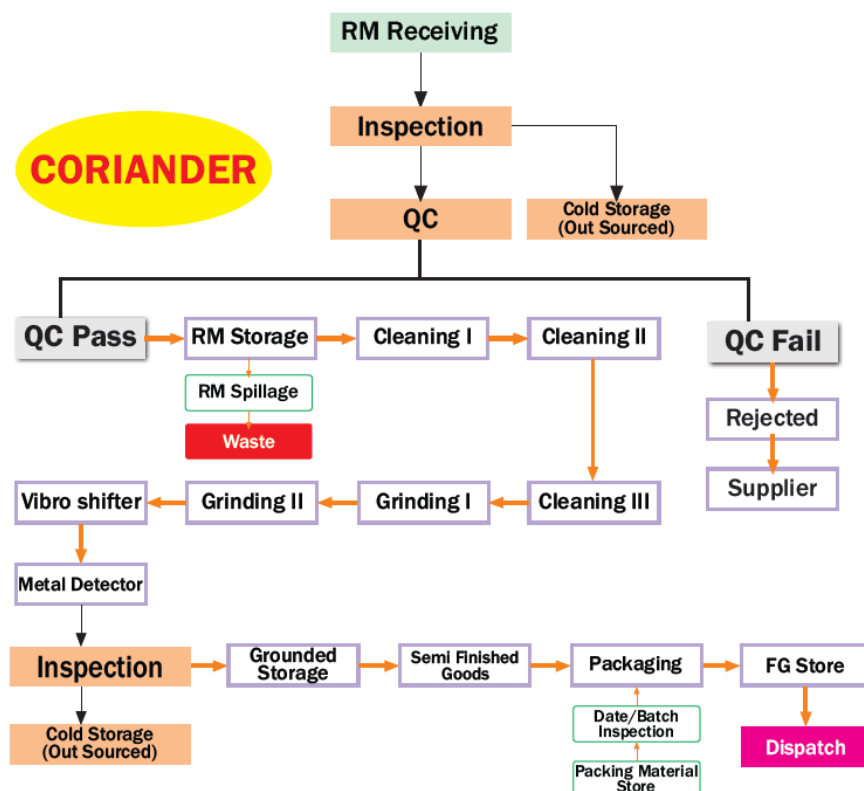 RM Receiving
Inspection
CORIANDER
QC
Cold Storage
(Out Sourced)
QC Pass
RM Storage
Cleaning I
Cleaning II
QC Fail
RM Spillage
Waste
Rejected
Supplier
Vibro shifter
Grinding II
Grinding I
Cleaning III
Metal Detector
Inspection
Grounded
Storage
Semi Finished
Goods
Packaging
FG Store
Cold Storage
(Out Sourced)
Date/Batch
Inspection
Dispatch
Packing Material
Store